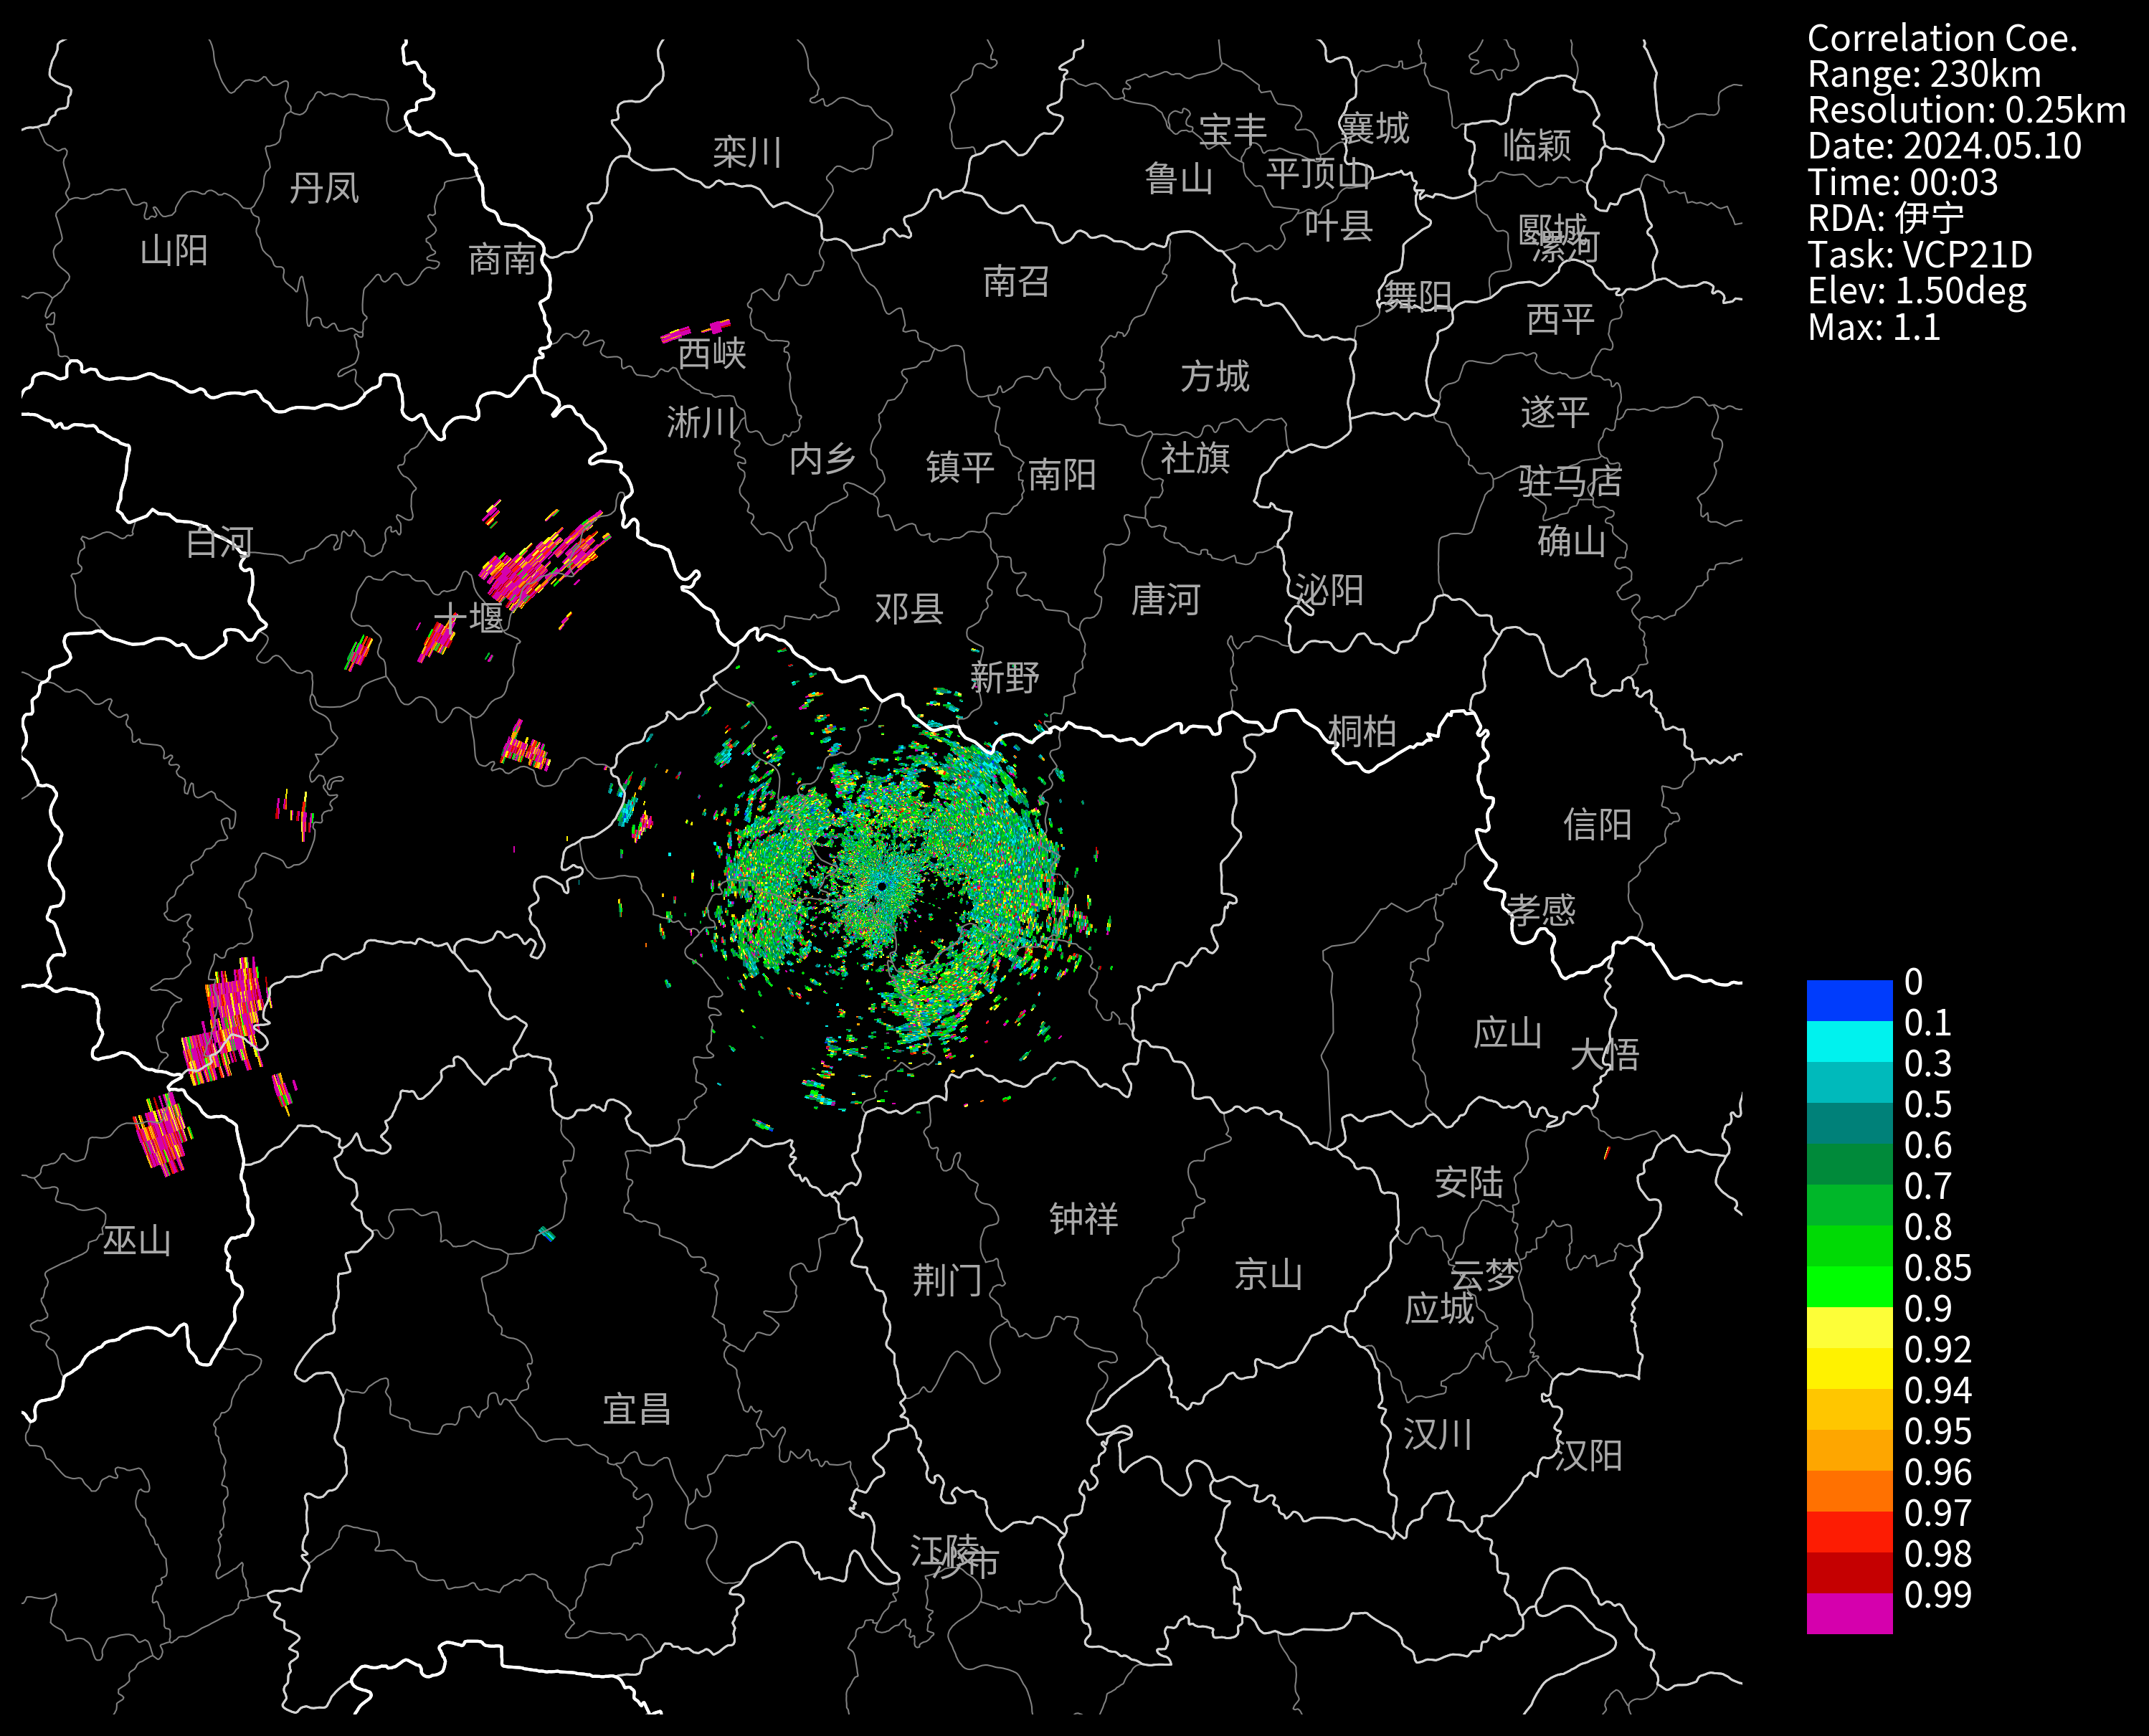 Correlation Coe.
Range: 230km
Resolution: 0.25km
Date: 2024.05.10
Time: 00:03
RDA: 伊宁
Task: VCP21D
Elev: 1.50deg
Max: 1.1
宝丰
襄城
临颍
栾川
鲁山
平顶山
丹凤
叶县
郾城
漯河
山阳
商南
南召
舞阳
西平
西峡
方城
遂平
淅川
内乡
镇平
南阳
社旗
驻马店
白河
确山
十堰
邓县
唐河
泌阳
新野
桐柏
信阳
孝感
应山
大悟
安陆
巫山
钟祥
荆门
京山
云梦
应城
宜昌
汉川
汉阳
江陵
沙市
0
0.1
0.3
0.5
0.6
0.7
0.8
0.85
0.9
0.92
0.94
0.95
0.96
0.97
0.98
0.99